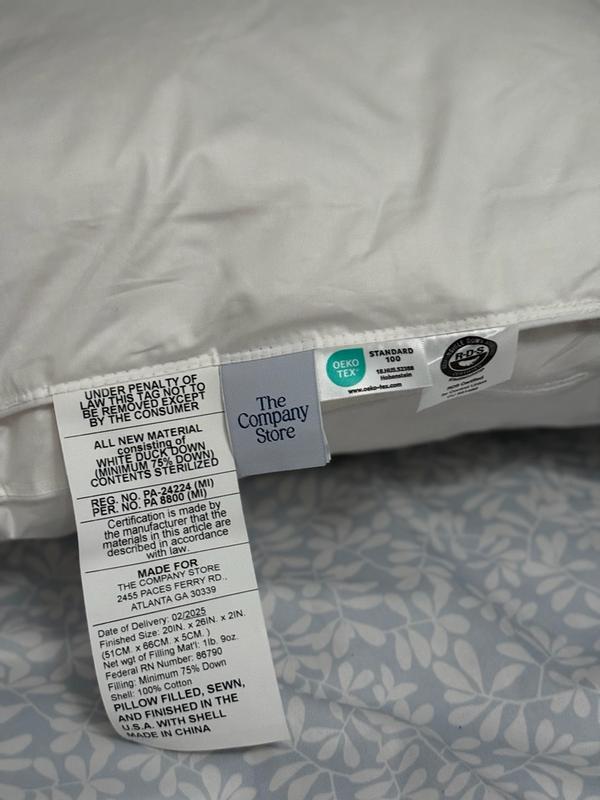 UNDER PENALTY OF
LAW THIS TAG NOT TO
BE REMOVED EXCEPT
BY THE CONSUMER
ALL NEW MATERIAL
consisting of
WHITE DUCK DOWN
(MINIMUM 75% DOWN)
CONTENTS STERILIZED
REG. NO. PA-24224 (MI)
PER. NO. PA 8800 (MI)
Certification is made by
the manufacturer that the
materials in this article are
described in accordance
with law.
MADE FOR
THE COMPANY STORE
2455 PACES FERRY RD.,
ATLANTA GA 30339
Date of Delivery: 02/2025
Finished Size: 20IN. x 26IN. x 2IN.
(51CM. x 66CM. x 5CM. )
Net wgt of Filling Mat'l: 1lb. 9oz.
Federal RN Number: 86790
Filling: Minimum 75% Down
Shell: 100% Cotton
PILLOW FILLED, SEWN,
AND FINISHED IN THE
U.S.A. WITH SHELL
MADE IN CHINA
The
Company
Store
OEKO
TEX®
STANDARD
100
Hohenstein
www.oeko-tex.com
R·D·S
RDS Certified